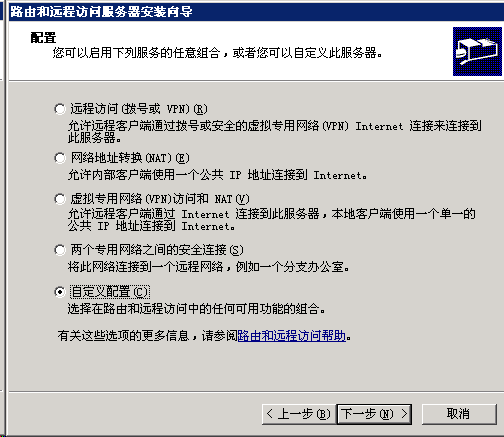 路由和远程访问服务器安装向导
配置
您可以启用下列服务的任意组合，或者您可以自定义此服务器。
远程访问(拨号或 VPN)(R)
允许远程客户端通过拨号或安全的虚拟专用网络(VPN) Internet 连接来连接到
此服务器。
网络地址转换(NAT)(E)
允许内部客户端使用一个公共 IP 地址连接到 Internet。
虚拟专用网络(VPN)访问和 NAT(V)
允许远程客户端通过 Internet 连接到此服务器，本地客户端使用一个单一的
公共 IP 地址连接到 Internet。
两个专用网络之间的安全连接(S)
将此网络连接到一个远程网络，例如一个分支办公室。
自定义配置(C)
选择在路由和远程访问中的任何可用功能的组合。
有关这些选项的更多信息，请参阅路由和远程访问帮助。
< 上一步(B) 下一步(N) > 取消